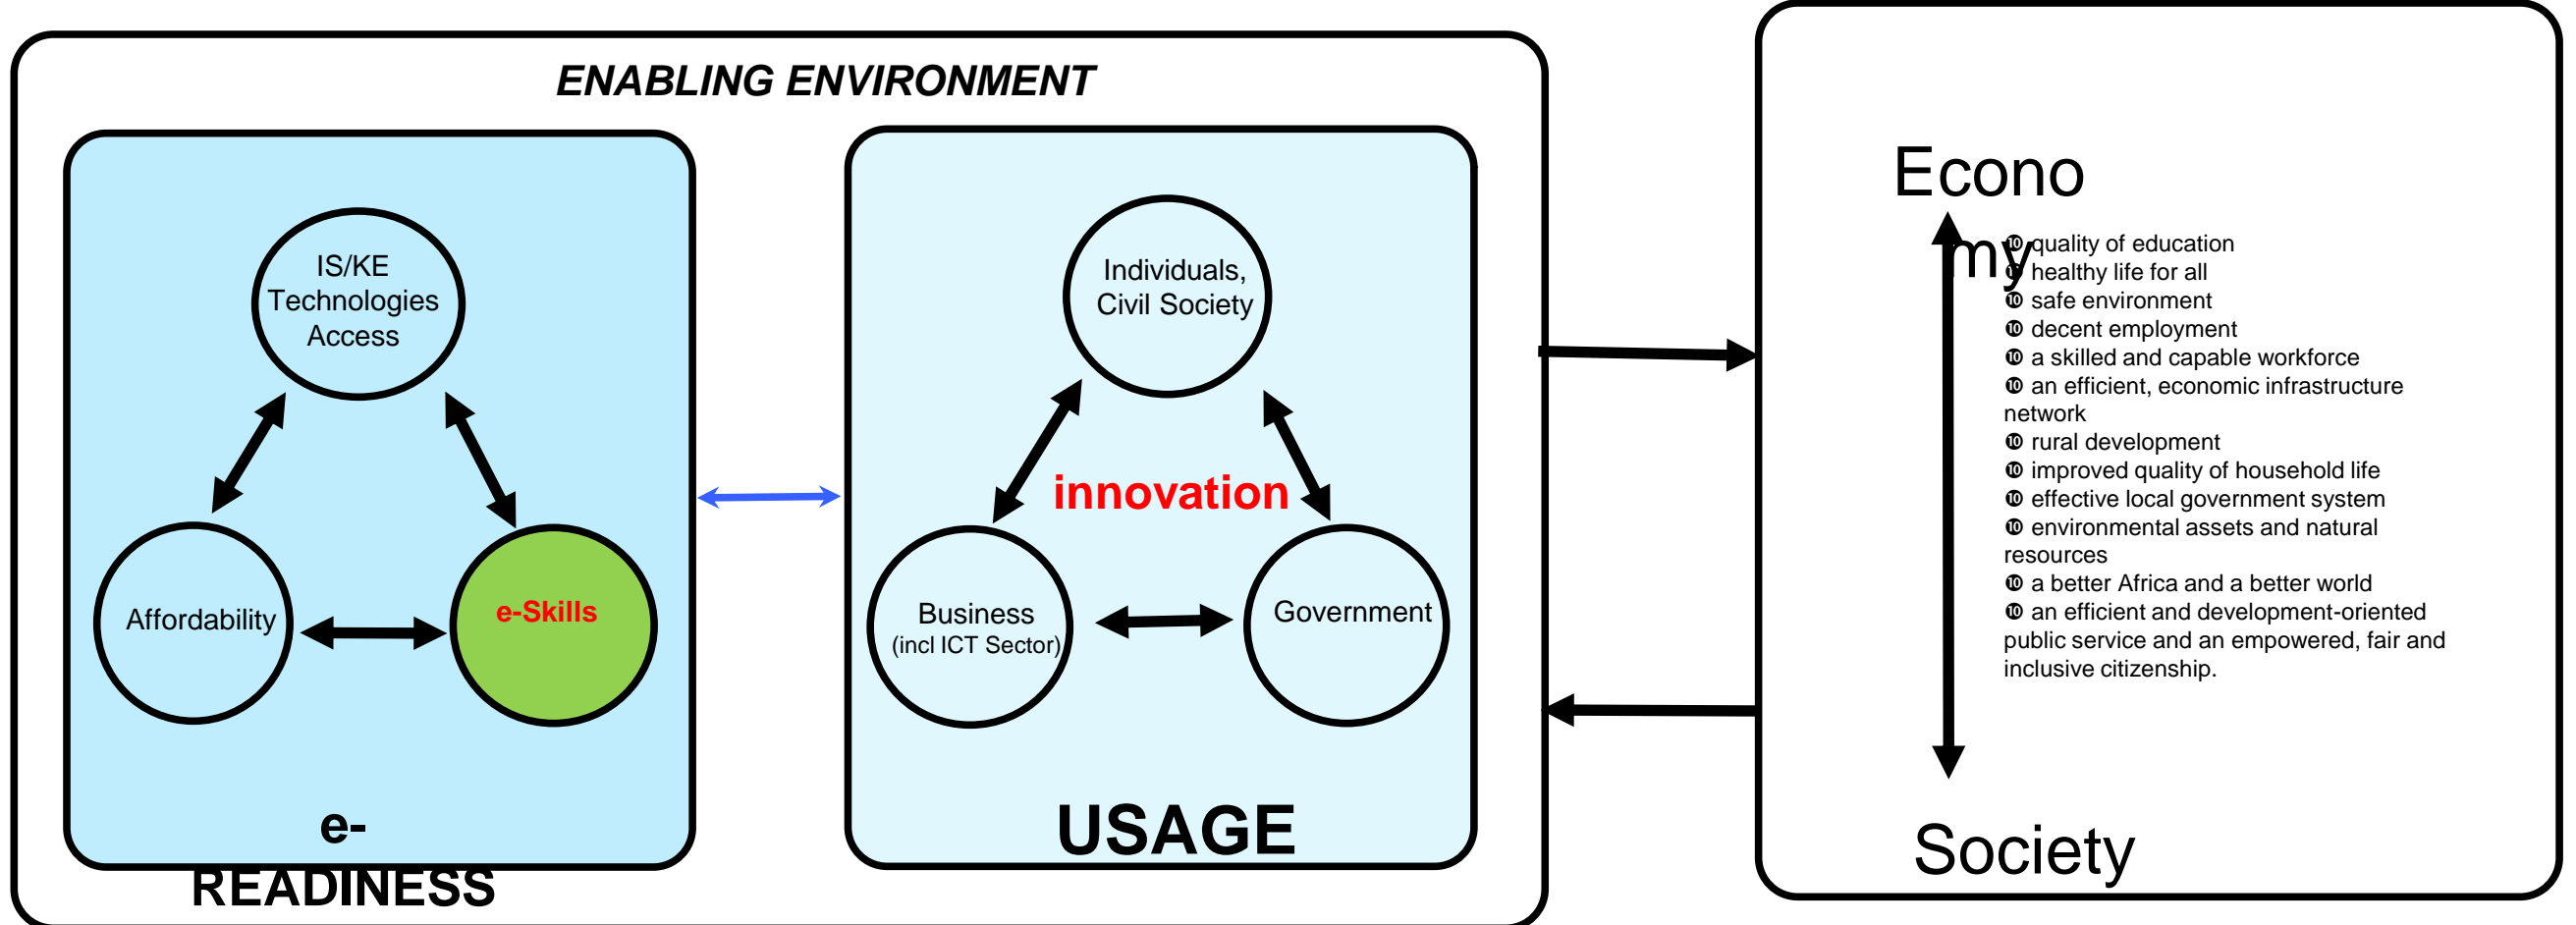 ENABLING ENVIRONMENT
IS/KE
Technologies
Access
Affordability
e-Skills
e-
READINESS
Individuals,
Civil Society
innovation
Business
(incl ICT Sector)
Government
USAGE
Econo
my
❿ quality of education
❿ healthy life for all
❿ safe environment
❿ decent employment
❿ a skilled and capable workforce
❿ an efficient, economic infrastructure
network
❿ rural development
❿ improved quality of household life
❿ effective local government system
❿ environmental assets and natural
resources
❿ a better Africa and a better world
❿ an efficient and development-oriented
public service and an empowered, fair and
inclusive citizenship.
Society